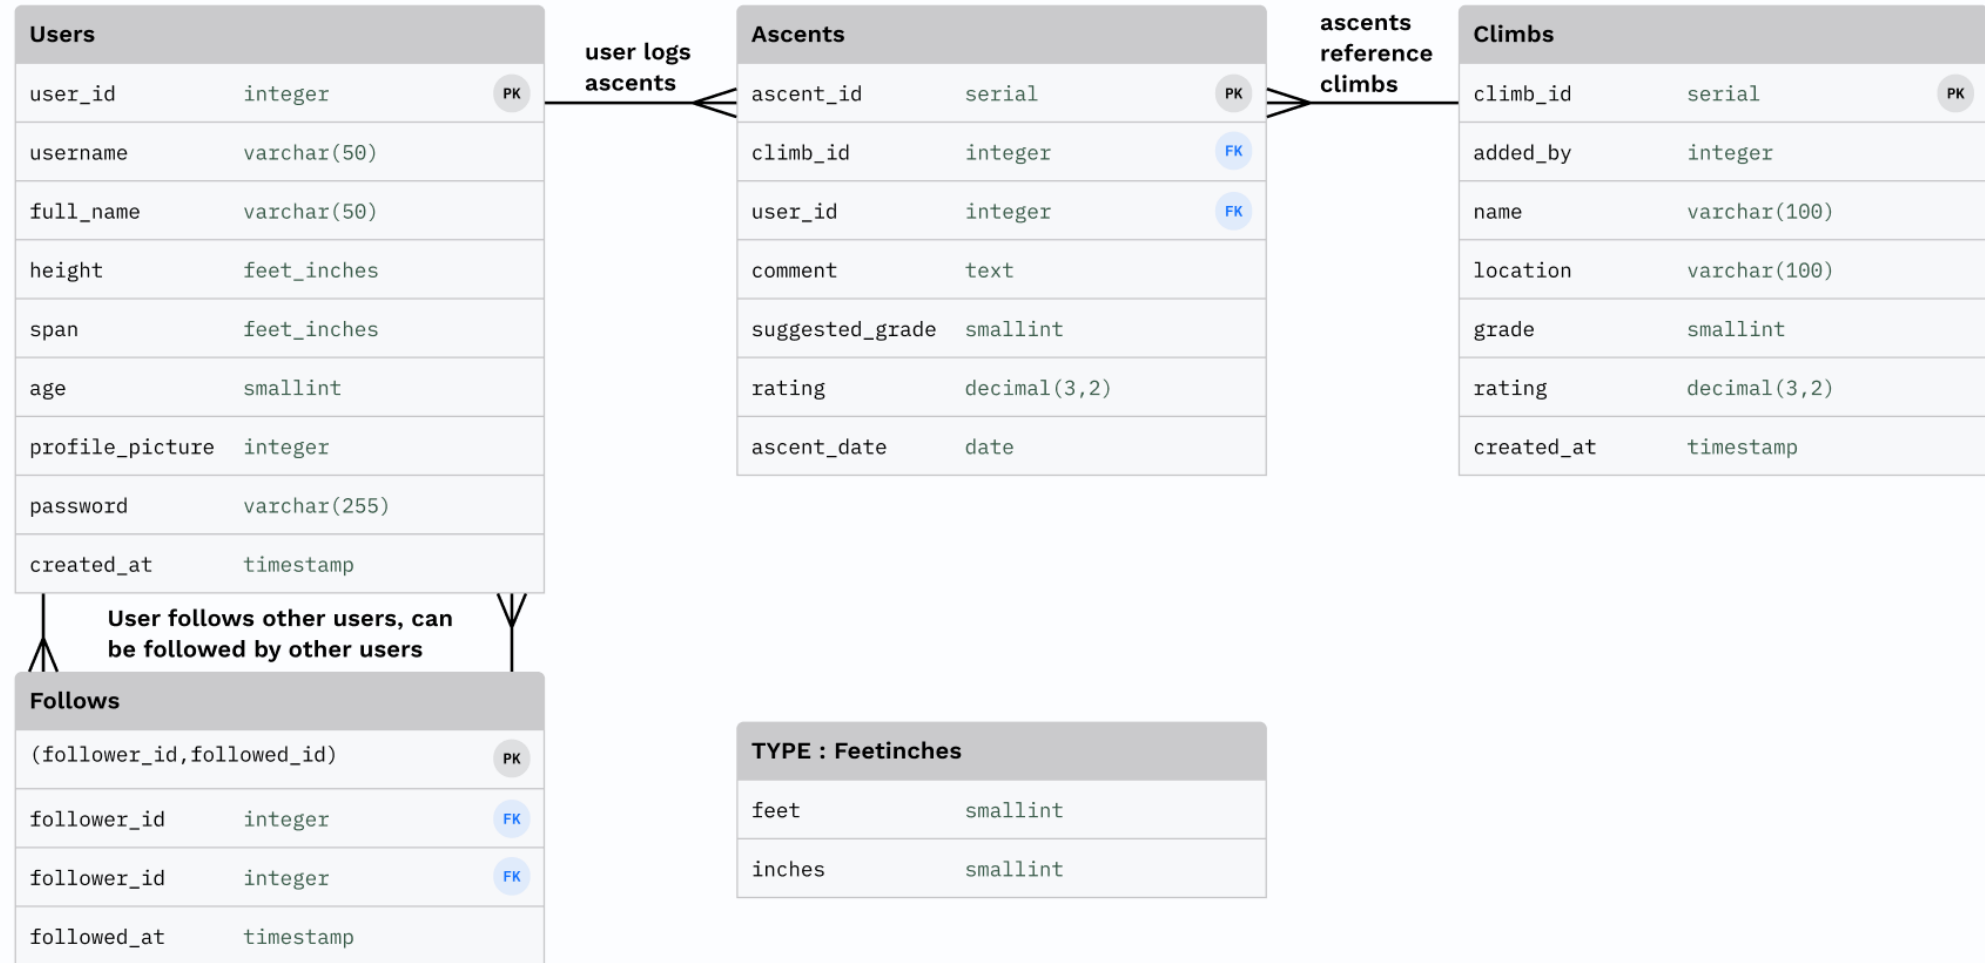 Users
user_id integer PK
username varchar(50)
full_name varchar(50)
height feet_inches
span feet_inches
age smallint
profile_picture integer
password varchar(255)
created_at timestamp
user logs
ascents
Ascents
ascent_id serial PK
climb_id integer FK
user_id integer FK
comment text
suggested_grade smallint
rating decimal(3,2)
ascent_date date
ascents
reference
climbs
Climbs
climb_id serial PK
added_by integer
name varchar(100)
location varchar(100)
grade smallint
rating decimal(3,2)
created_at timestamp
User follows other users, can
be followed by other users
Follows
(follower_id,followed_id) PK
follower_id integer FK
follower_id integer FK
followed_at timestamp
TYPE : Feetinches
feet smallint
inches smallint